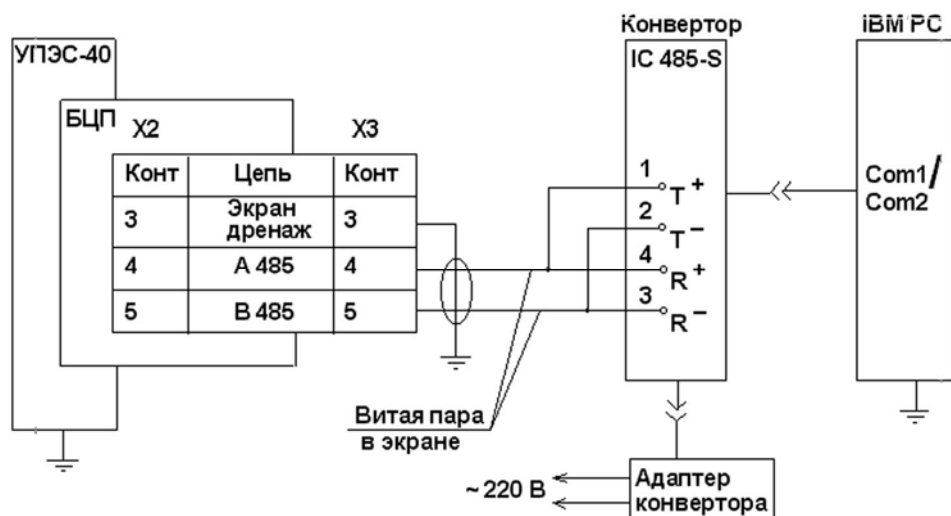 УПЭС-40
БЦП
X2
X3
Конт Цепь Конт
3 Экран дренаж 3
4 А 485 4
5 В 485 5
Витая пара
в экране
Конвертор
IC 485-S
1 T +
2 T −
4 R +
3 R −
iBM PC
Com1/
Com2
~ 220 В
Адаптер
конвертора